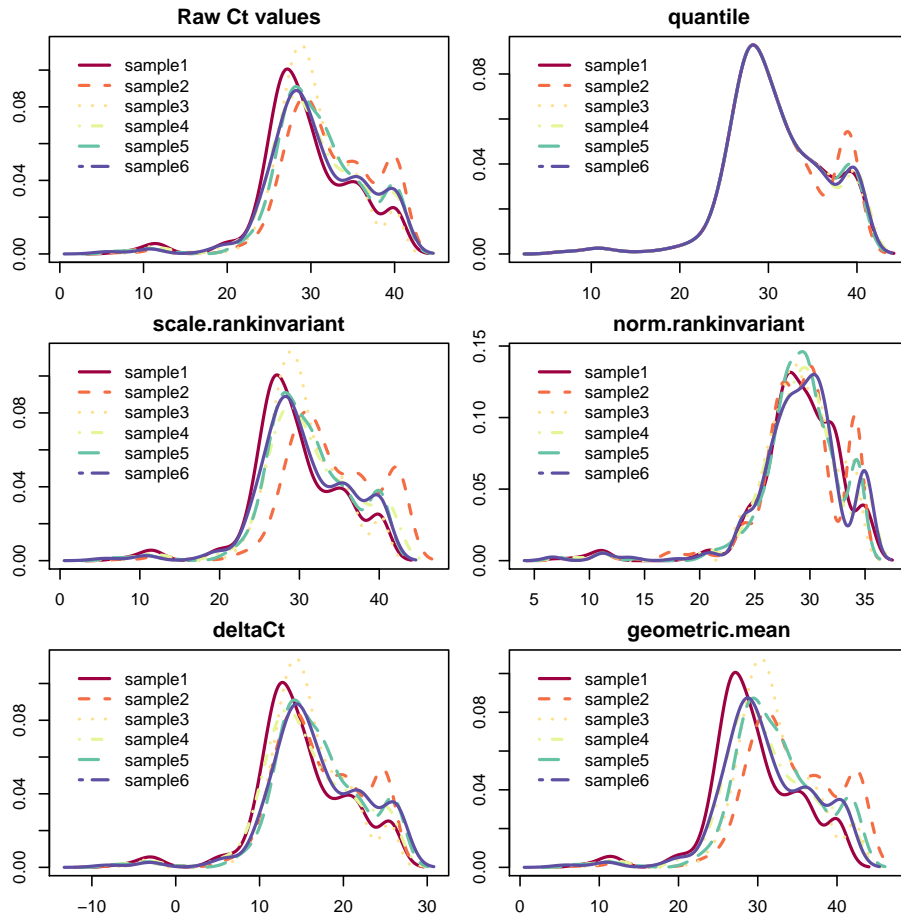 Raw Ct values
sample1
sample2
sample3
sample4
sample5
sample6
0.00
0.04
0.08
0
10
20
30
40
quantile
sample1
sample2
sample3
sample4
sample5
sample6
0.00
0.04
0.08
10
20
30
40
scale.rankinvariant
sample1
sample2
sample3
sample4
sample5
sample6
0.00
0.04
0.08
0
10
20
30
40
norm.rankinvariant
sample1
sample2
sample3
sample4
sample5
sample6
0.00
0.05
0.10
0.15
5
10
15
20
25
30
35
deltaCt
sample1
sample2
sample3
sample4
sample5
sample6
0.00
0.04
0.08
−10
0
10
20
30
geometric.mean
sample1
sample2
sample3
sample4
sample5
sample6
0.00
0.04
0.08
0
10
20
30
40